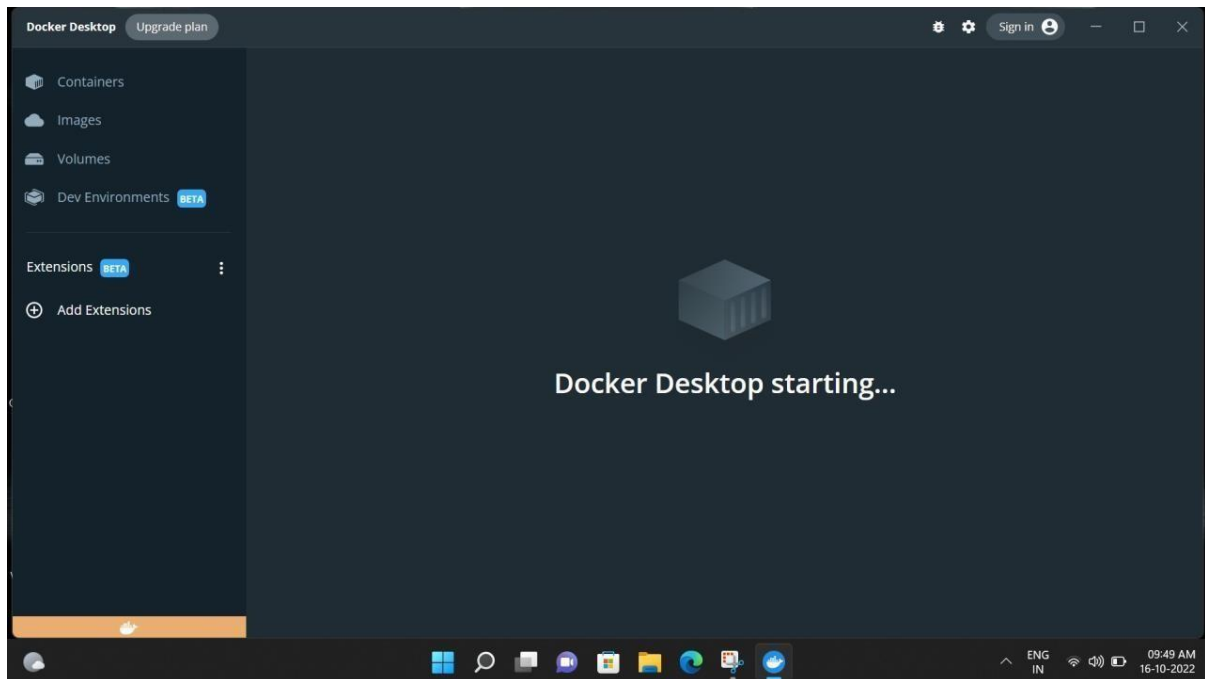 Docker Desktop Upgrade plan Sign in
Containers
Images
Volumes
Dev Environments BETA
Extensions BETA
Add Extensions
Docker Desktop starting...
ENG
IN
09:49 AM
16-10-2022